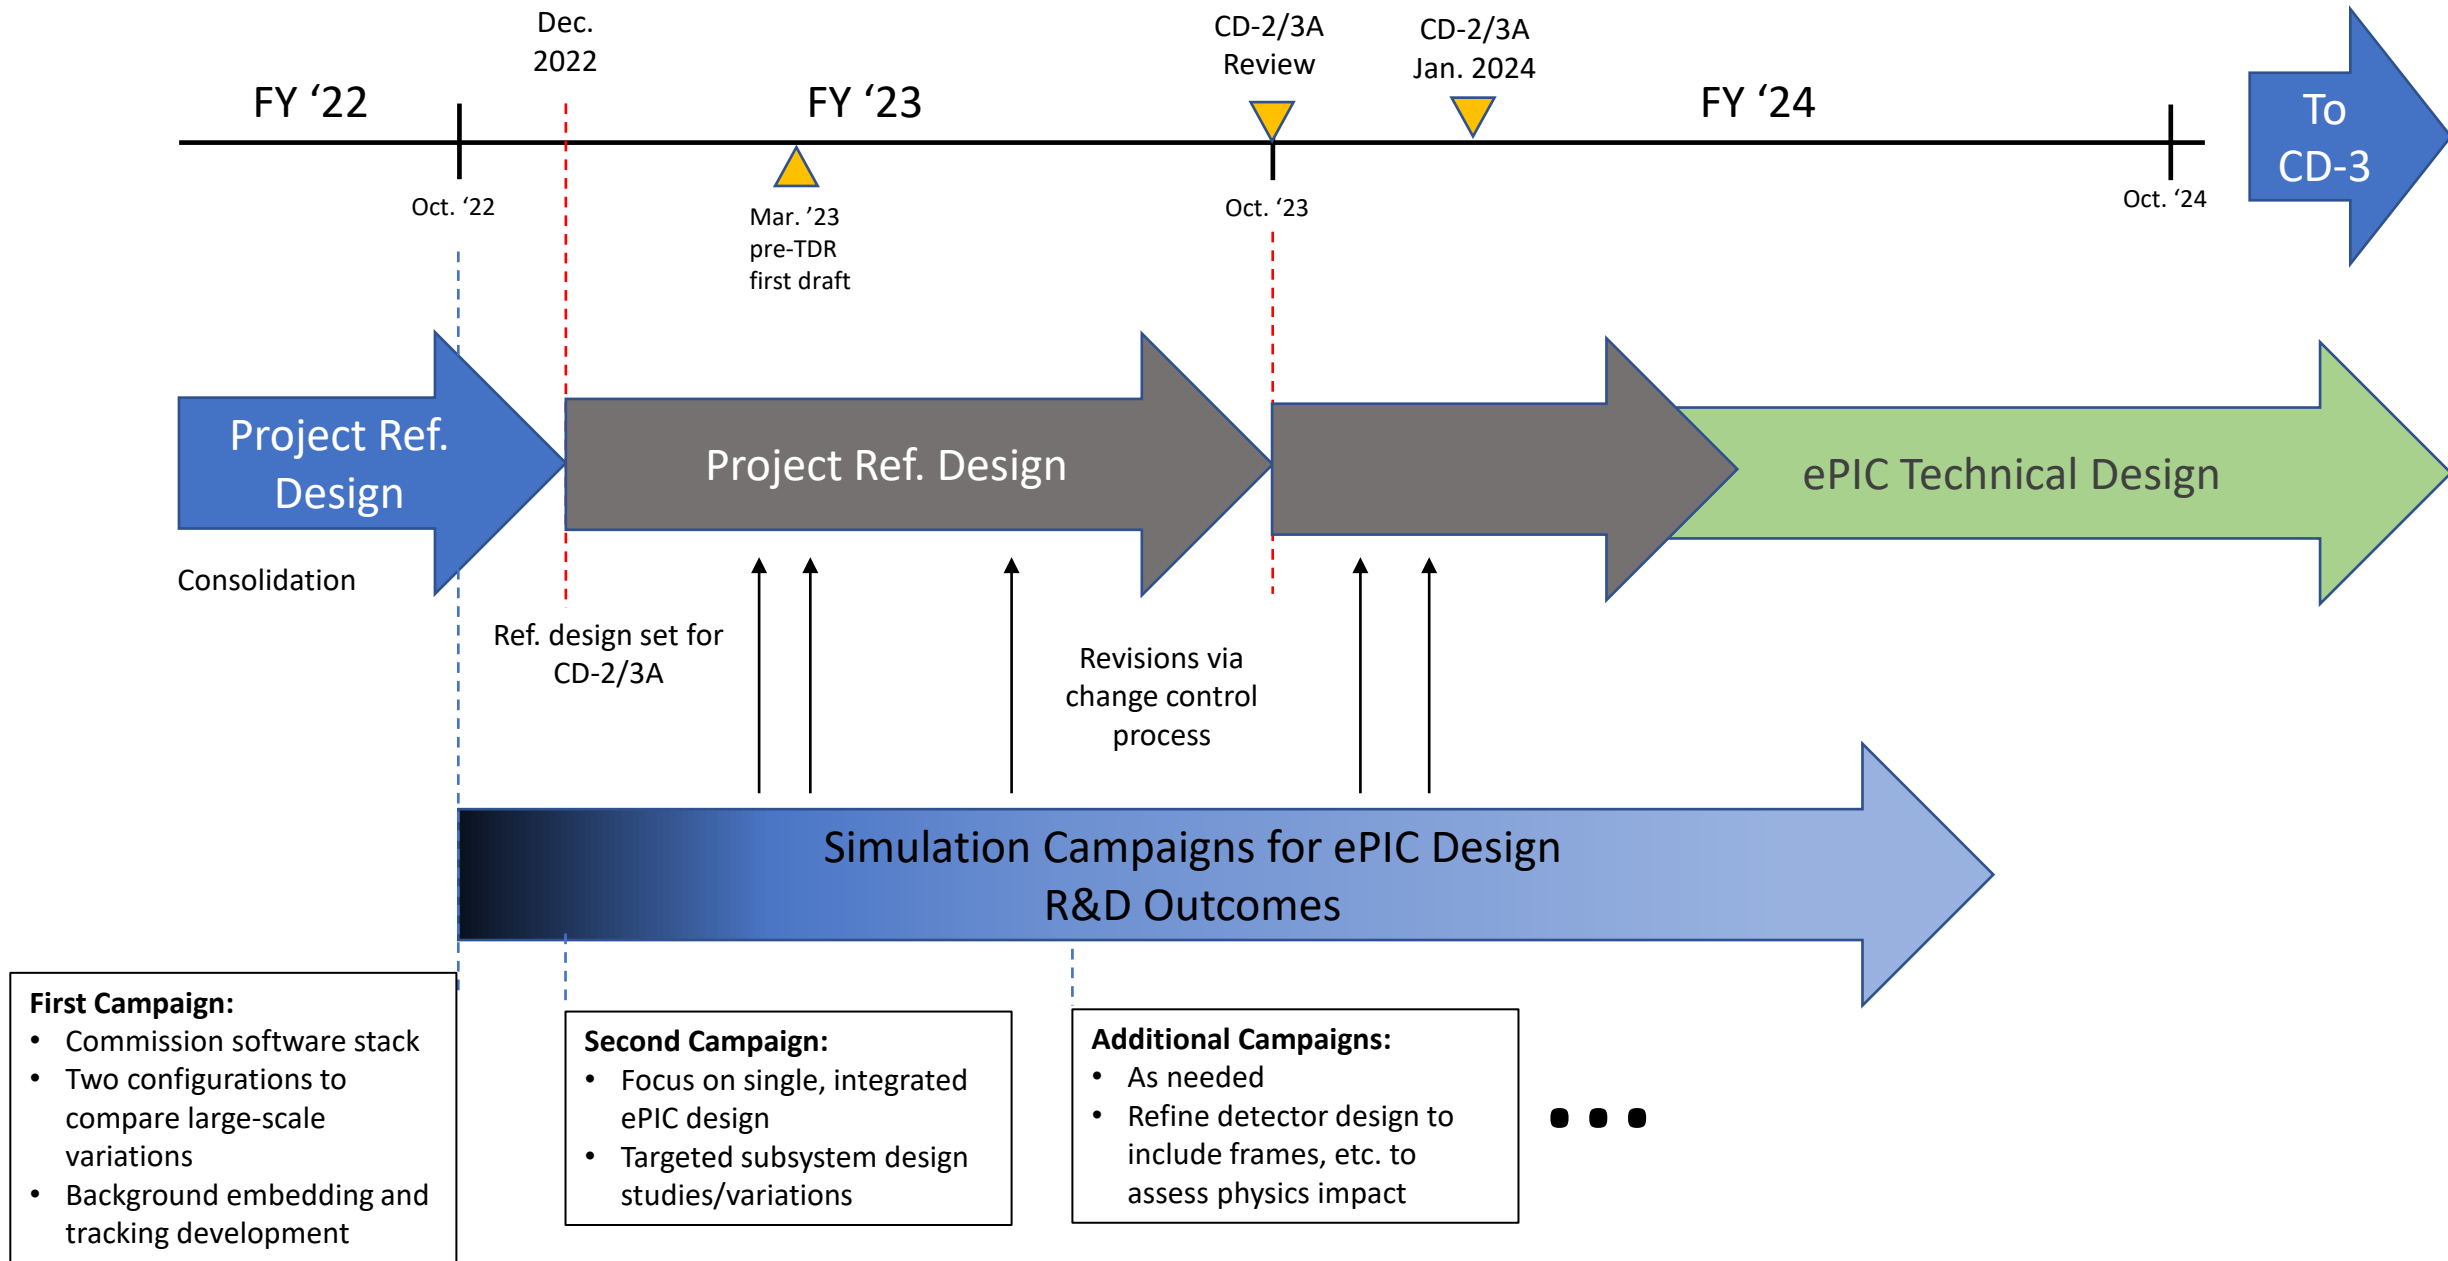 Dec.
2022
CD-2/3A
Review
CD-2/3A
Jan. 2024
FY ‘22
FY ‘23
FY ‘24
To
CD-3
Oct. ‘22
Mar. ’23
pre-TDR
first draft
Oct. ‘23
Oct. ‘24
Project Ref.
Design
Project Ref. Design
ePIC Technical Design
Consolidation
Ref. design set for
CD-2/3A
Revisions via
change control
process
Simulation Campaigns for ePIC Design
R&D Outcomes
First Campaign:
• Commission software stack
• Two configurations to
compare large-scale
variations
• Background embedding and
tracking development
Second Campaign:
• Focus on single, integrated
ePIC design
• Targeted subsystem design
studies/variations
Additional Campaigns:
• As needed
• Refine detector design to
include frames, etc. to
assess physics impact
...